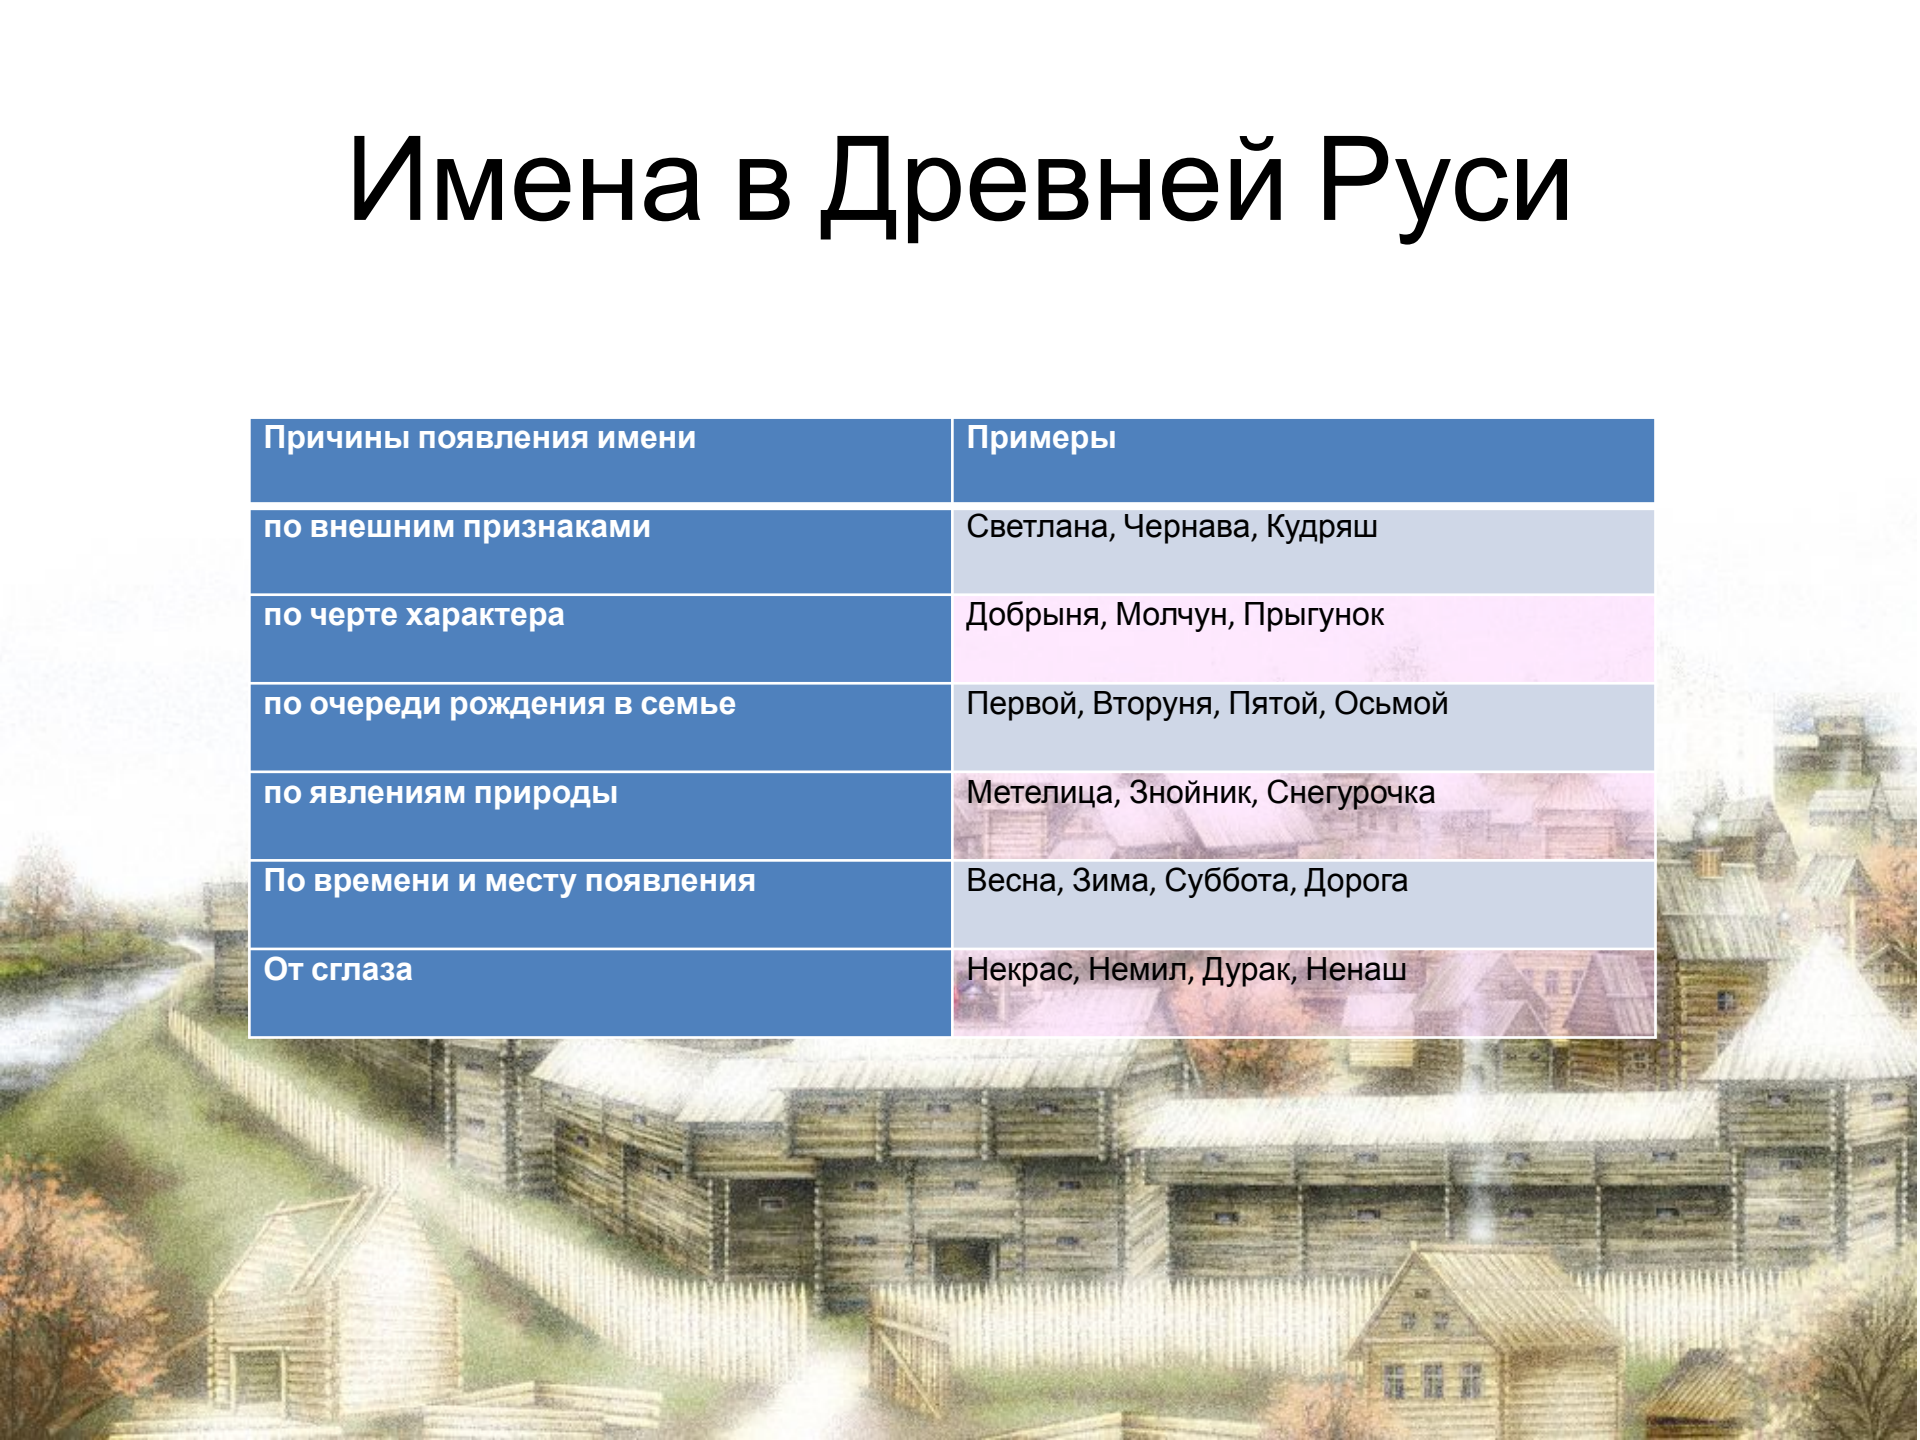 Имена в Древней Руси
Причины появления имени
Примеры
по внешним признаками
Светлана, Чернава, Кудряш
по черте характера
Добрыня, Молчун, Прыгунок
по очереди рождения в семье
Первой, Вторуня, Пятой, Осьмой
по явлениям природы
Метелица, Знойник, Снегурочка
По времени и месту появления
Весна, Зима, Суббота, Дорога
От сглаза
Некрас, Немил, Дурак, Ненаш